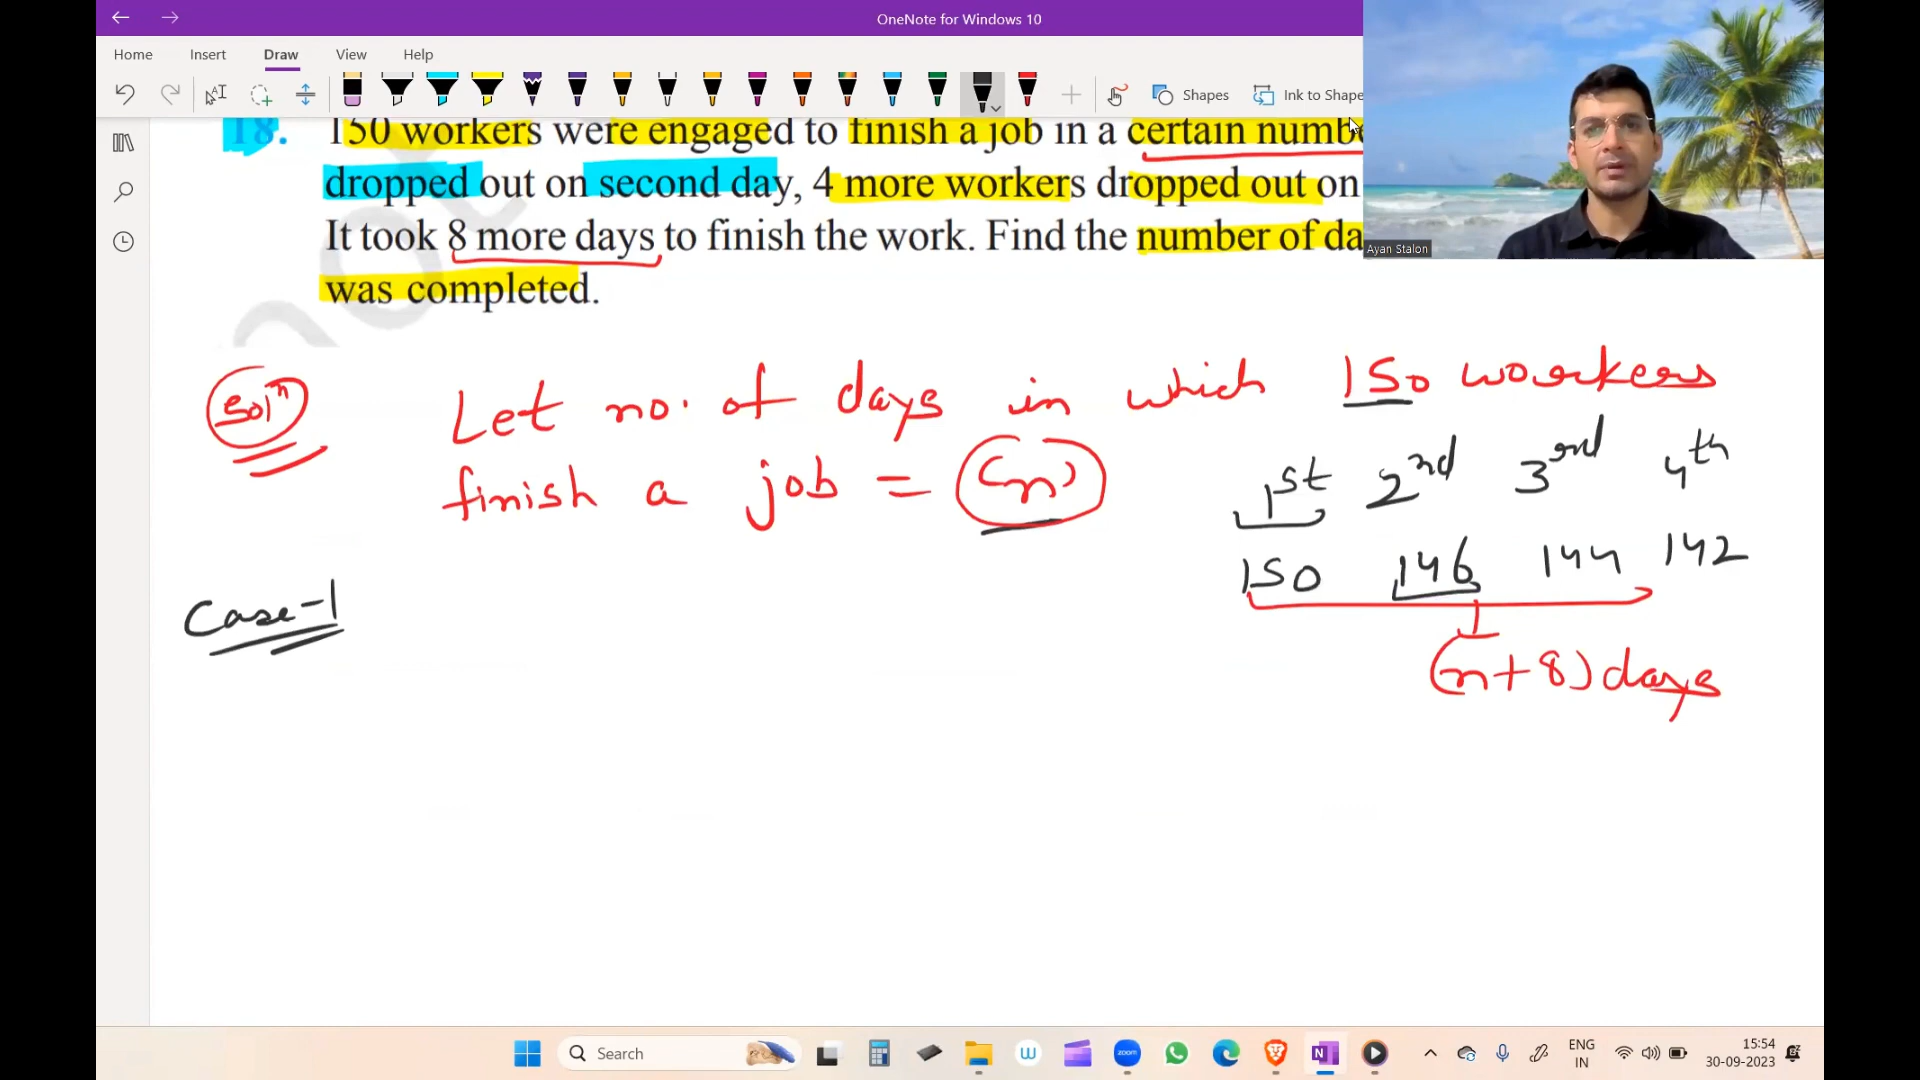 OneNote for Windows 10
Home Insert Draw View Help
Shapes Ink to Shape
18. 150 workers were engaged to finish a job in a certain numbe
dropped out on second day, 4 more workers dropped out on
It took 8 more days to finish the work. Find the number of da
was completed.
Ayan Stalon
Solⁿ Let no. of days in which 150 workers
finish a job = 'n'
1st 2nd 3rd 4th
150 146 144 142
Case-1
(n+8) days
Search
W
zoom
N
ENG
IN
15:54
30-09-2023